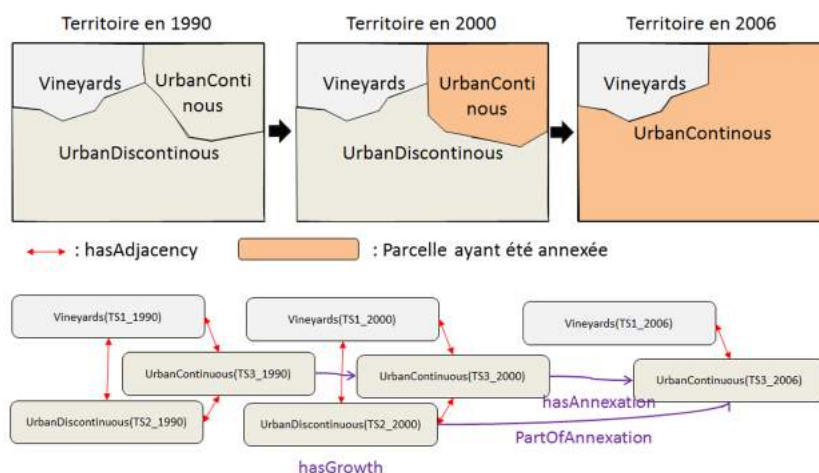 Territoire en 1990
Territoire en 2000
Territoire en 2006
Vineyards
UrbanConti
nous
UrbanDiscontinous
Vineyards
UrbanConti
nous
UrbanDiscontinous
Vineyards
UrbanContinous
: hasAdjacency
: Parcelle ayant été annexée
Vineyards(TS1_1990)
UrbanContinuous(TS3_1990)
UrbanDiscontinuous(TS2_1990)
Vineyards(TS1_2000)
UrbanContinuous(TS3_2000)
UrbanDiscontinuous(TS2_2000)
Vineyards(TS1_2006)
UrbanContinuous(TS3_2006)
hasAnnexation
PartOfAnnexation
hasGrowth